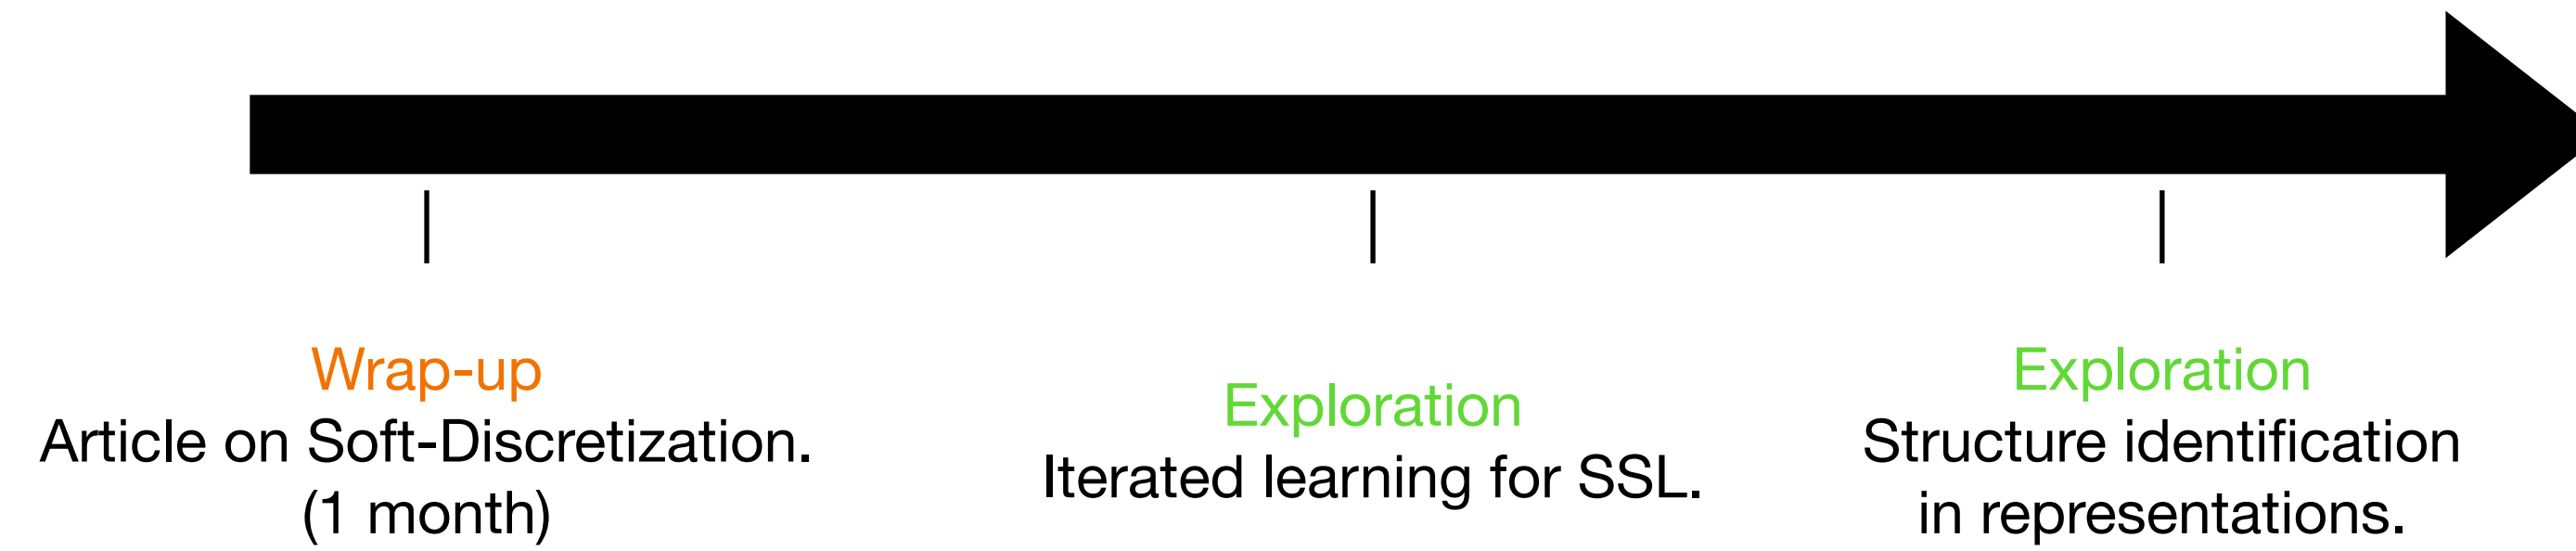 Wrap-up
Article on Soft-Discretization.
(1 month)
Exploration
Iterated learning for SSL.
Exploration
Structure identification
in representations.